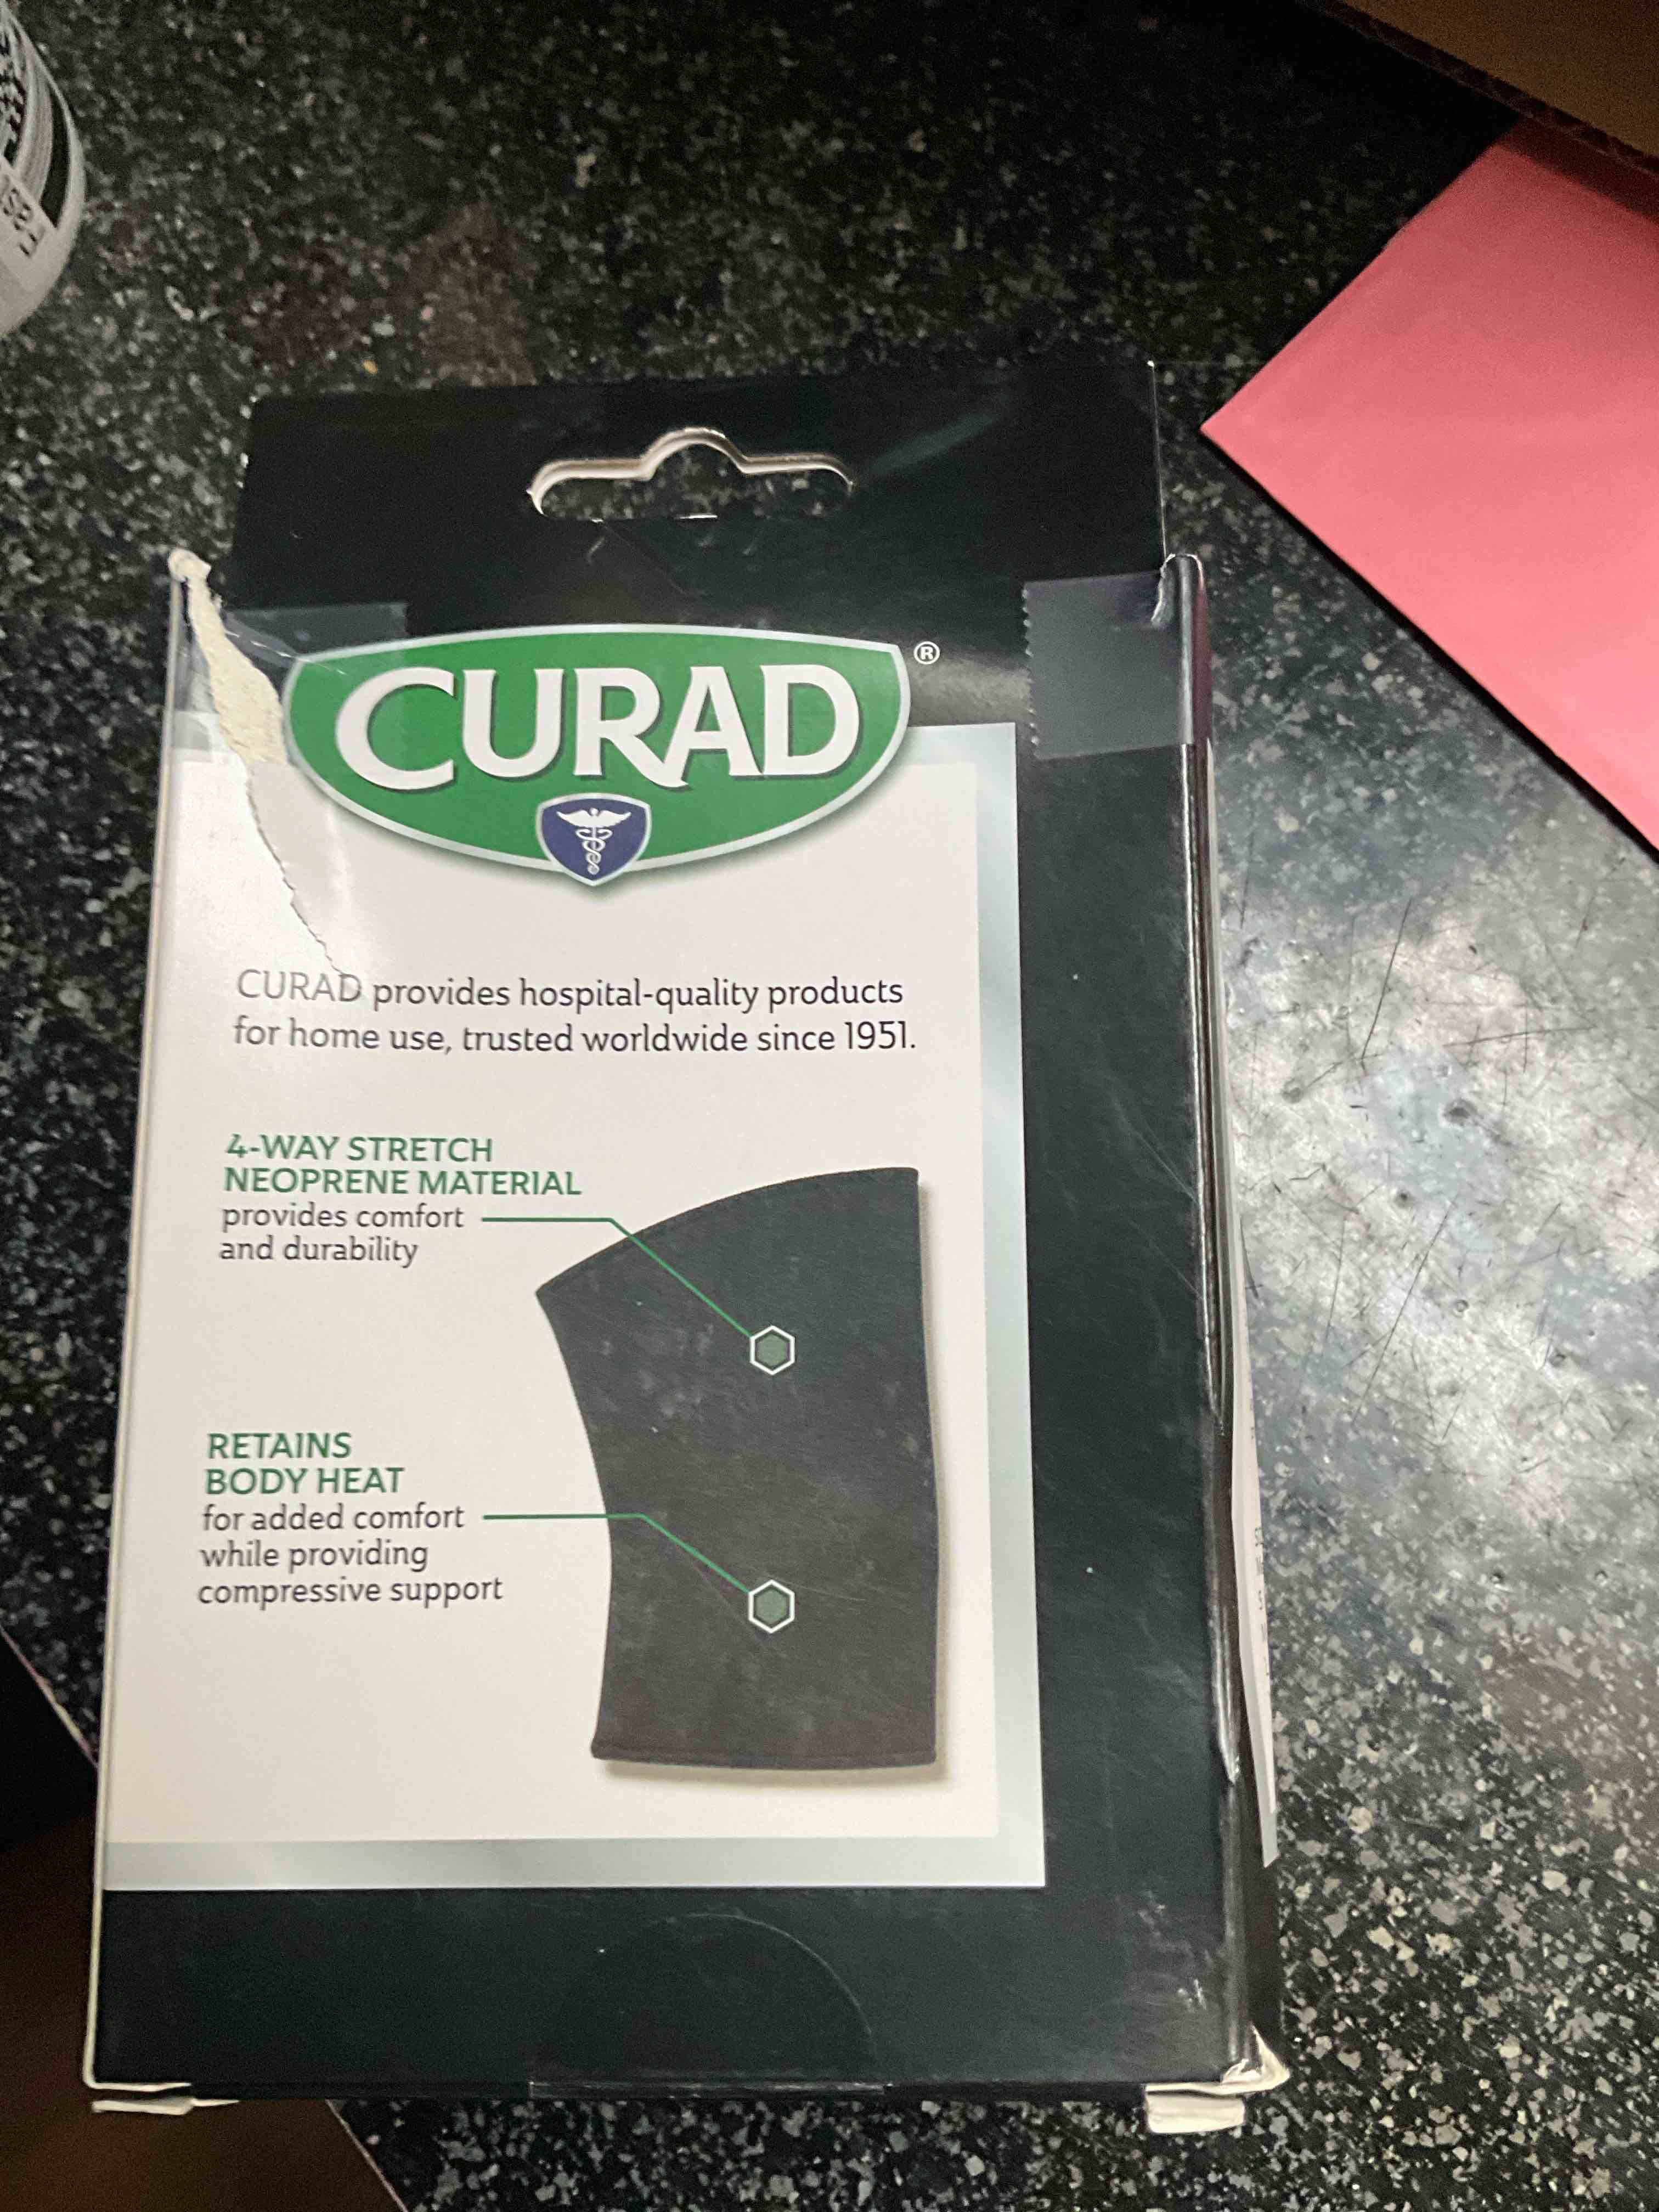 CURAD®
CURAD provides hospital-quality products
for home use, trusted worldwide since 1951.
4-WAY STRETCH
NEOPRENE MATERIAL
provides comfort
and durability
RETAINS
BODY HEAT
for added comfort
while providing
compressive support